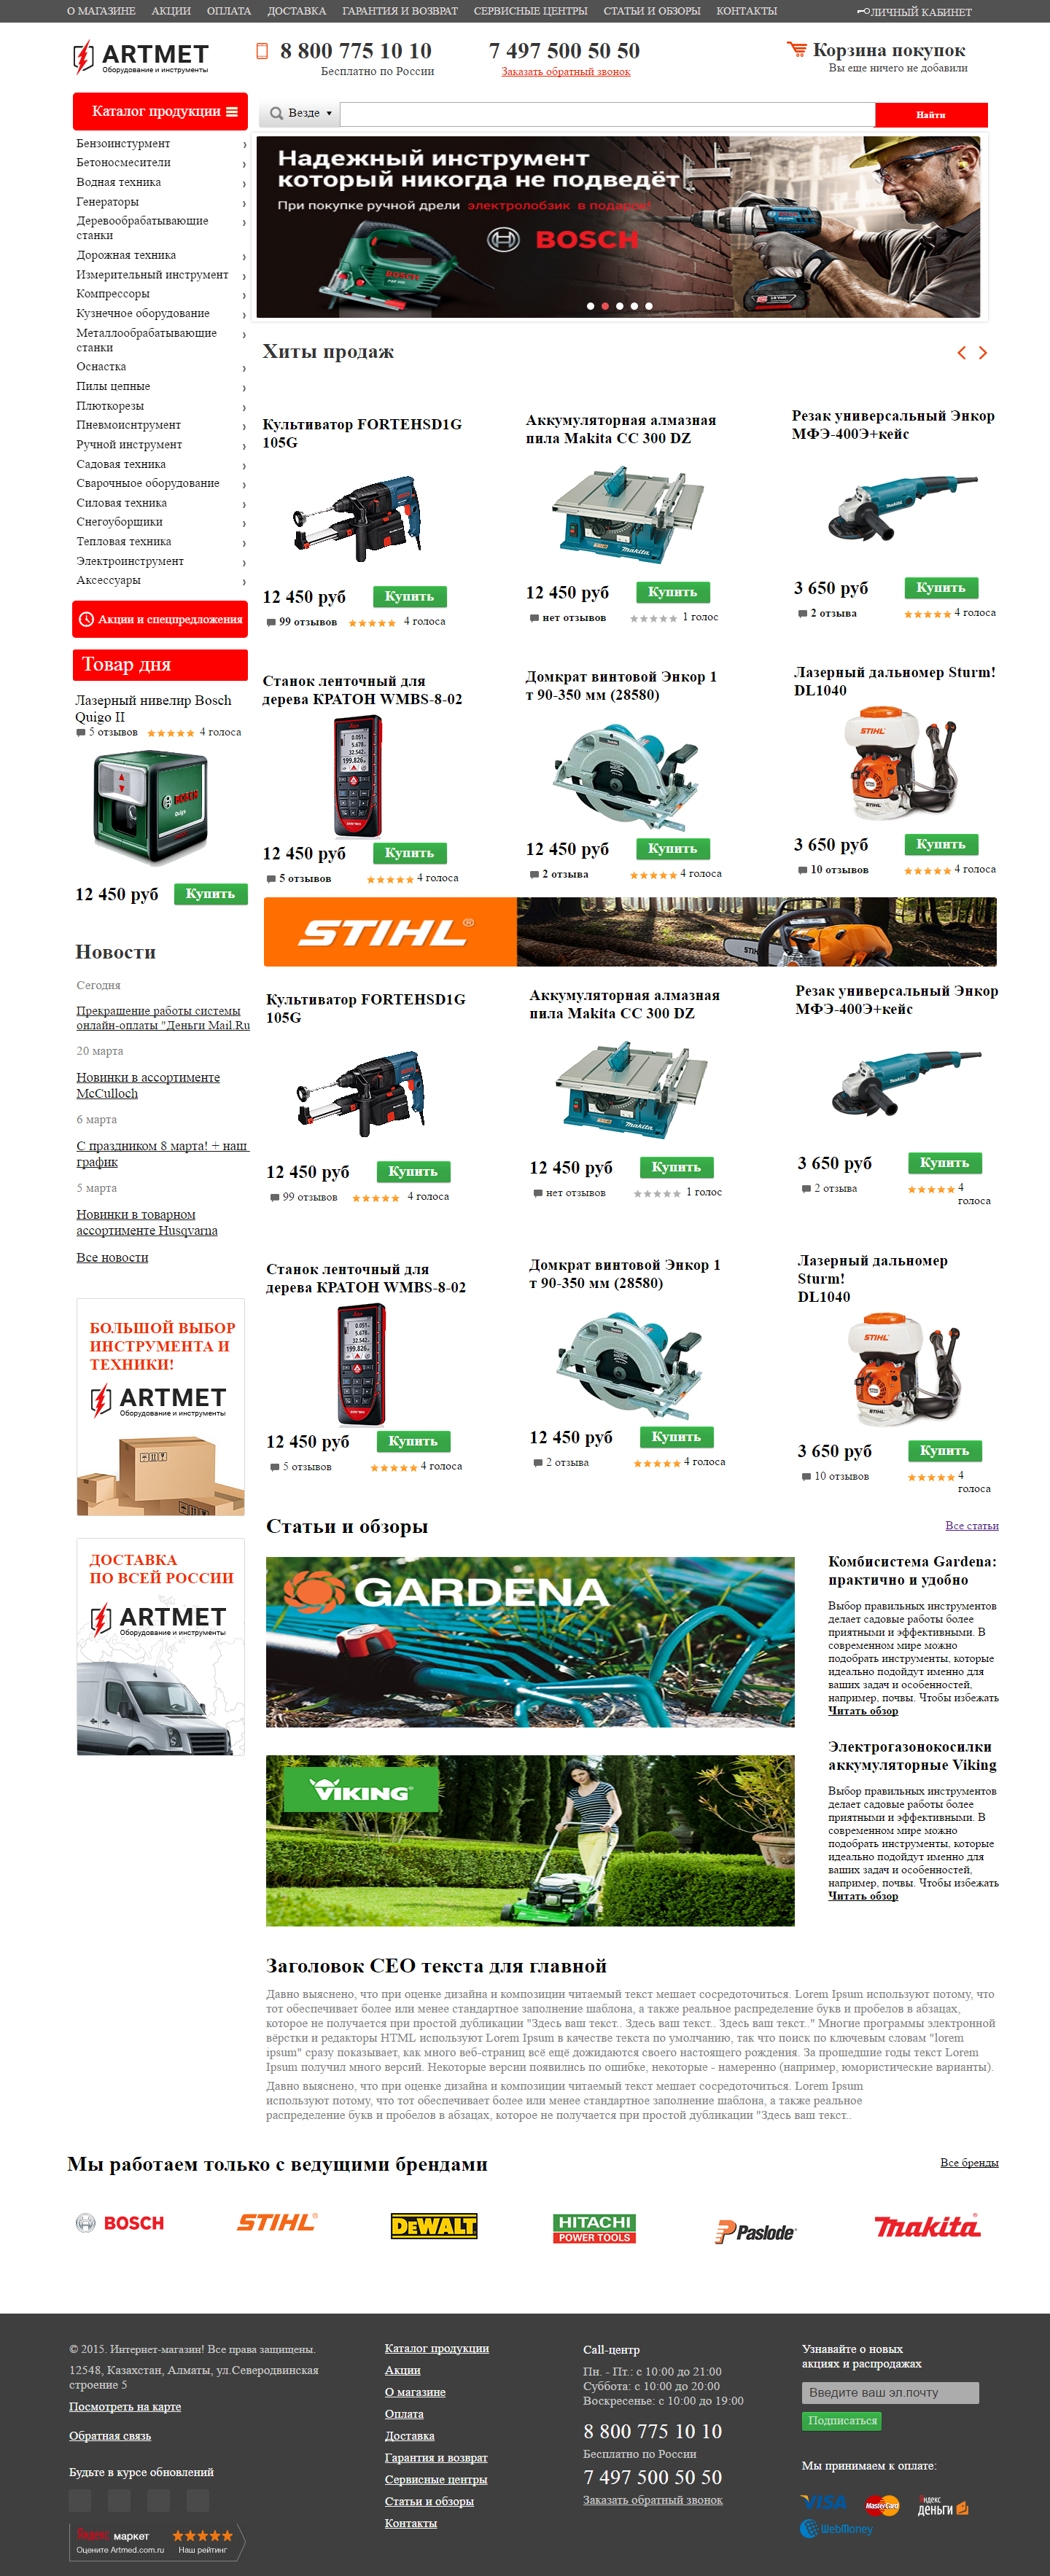 О МАГАЗИНЕ АКЦИИ ОПЛАТА ДОСТАВКА ГАРАНТИЯ И ВОЗВРАТ СЕРВИСНЫЕ ЦЕНТРЫ СТАТЬИ И ОБЗОРЫ КОНТАКТЫ ЛИЧНЫЙ КАБИНЕТ
ARTMET
Оборудование и инструменты
8 800 775 10 10
Бесплатно по России
7 497 500 50 50
Заказать обратный звонок
Корзина покупок
Вы еще ничего не добавили
Каталог продукции
Везде
Найти
Бензоинструмент
Бетоносмесители
Водная техника
Генераторы
Деревообрабатывающие
станки
Дорожная техника
Измерительный инструмент
Компрессоры
Кузнечное оборудование
Металлообрабатывающие
станки
Оснастка
Пилы цепные
Плюткорезы
Пневмоиснтрумент
Ручной инструмент
Садовая техника
Сварочныое оборудование
Силовая техника
Снегоуборщики
Тепловая техника
Электроинструмент
Аксессуары
Акции и спецпредложения
Товар дня
Лазерный нивелир Bosch
Quigo II
5 отзывов 4 голоса
BOSCH
12 450 руб Купить
Новости
Сегодня
Прекращение работы системы
онлайн-оплаты "Деньги Mail.Ru
20 марта
Новинки в ассортименте
McCulloch
6 марта
С праздником 8 марта! + наш
график
5 марта
Новинки в товарном
ассортименте Husqvarna
Все новости
БОЛЬШОЙ ВЫБОР
ИНСТРУМЕНТА И
ТЕХНИКИ!
ARTMET
Оборудование и инструменты
ДОСТАВКА
ПО ВСЕЙ РОССИИ
ARTMET
Оборудование и инструменты
Надежный инструмент
который никогда не подведёт
При покупке ручной дрели электролобзик в подарок!
BOSCH
BOSCH
Хиты продаж
Культиватор FORTEHSD1G
105G
12 450 руб Купить
99 отзывов 4 голоса
Аккумуляторная алмазная
пила Makita CC 300 DZ
makita
12 450 руб Купить
нет отзывов 1 голос
Резак универсальный Энкор
МФЭ-400Э+кейс
3 650 руб Купить
2 отзыва 4 голоса
Станок ленточный для
дерева КРАТОН WMBS-8-02
12 450 руб Купить
5 отзывов 4 голоса
Домкрат винтовой Энкор 1
т 90-350 мм (28580)
12 450 руб Купить
2 отзыва 4 голоса
Лазерный дальномер Sturm!
DL1040
STIHL
3 650 руб Купить
10 отзывов 4 голоса
STIHL®
STIHL
Культиватор FORTEHSD1G
105G
12 450 руб Купить
99 отзывов 4 голоса
Аккумуляторная алмазная
пила Makita CC 300 DZ
makita
12 450 руб Купить
нет отзывов 1 голос
Резак универсальный Энкор
МФЭ-400Э+кейс
3 650 руб Купить
2 отзыва 4
голоса
Станок ленточный для
дерева КРАТОН WMBS-8-02
12 450 руб Купить
5 отзывов 4 голоса
Домкрат винтовой Энкор 1
т 90-350 мм (28580)
12 450 руб Купить
2 отзыва 4 голоса
Лазерный дальномер
Sturm!
DL1040
STIHL
3 650 руб Купить
10 отзывов 4
голоса
Статьи и обзоры
Все статьи
GARDENA
Комбисистема Gardena:
практично и удобно
Выбор правильных инструментов
делает садовые работы более
приятными и эффективными. В
современном мире можно
подобрать инструменты, которые
идеально подойдут именно для
ваших задач и особенностей,
например, почвы. Чтобы избежать
Читать обзор
VIKING®
Электрогазонокосилки
аккумуляторные Viking
Выбор правильных инструментов
делает садовые работы более
приятными и эффективными. В
современном мире можно
подобрать инструменты, которые
идеально подойдут именно для
ваших задач и особенностей,
например, почвы. Чтобы избежать
Читать обзор
Заголовок СЕО текста для главной
Давно выяснено, что при оценке дизайна и композиции читаемый текст мешает сосредоточиться. Lorem Ipsum используют потому, что
тот обеспечивает более или менее стандартное заполнение шаблона, а также реальное распределение букв и пробелов в абзацах,
которое не получается при простой дубликации "Здесь ваш текст.. Здесь ваш текст.. Здесь ваш текст.." Многие программы электронной
вёрстки и редакторы HTML используют Lorem Ipsum в качестве текста по умолчанию, так что поиск по ключевым словам "lorem
ipsum" сразу показывает, как много веб-страниц всё ещё дожидаются своего настоящего рождения. За прошедшие годы текст Lorem
Ipsum получил много версий. Некоторые версии появились по ошибке, некоторые - намеренно (например, юмористические варианты).
Давно выяснено, что при оценке дизайна и композиции читаемый текст мешает сосредоточиться. Lorem Ipsum
используют потому, что тот обеспечивает более или менее стандартное заполнение шаблона, а также реальное
распределение букв и пробелов в абзацах, которое не получается при простой дубликации "Здесь ваш текст..
Мы работаем только с ведущими брендами
Все бренды
BOSCH
STIHL®
DEWALT
HITACHI
POWER TOOLS
Paslode
makita
© 2015. Интернет-магазин! Все права защищены.
12548, Казахстан, Алматы, ул.Северодвинская
строение 5
Посмотреть на карте
Обратная связь
Будьте в курсе обновлений
Яндекс маркет
Оцените Artmed.com.ru Наш рейтинг
Каталог продукции
Акции
О магазине
Оплата
Доставка
Гарантия и возврат
Сервисные центры
Статьи и обзоры
Контакты
Call-центр
Пн. - Пт.: с 10:00 до 21:00
Суббота: с 10:00 до 20:00
Воскресенье: с 10:00 до 19:00
8 800 775 10 10
Бесплатно по России
7 497 500 50 50
Заказать обратный звонок
Узнавайте о новых
акциях и распродажах
Введите ваш эл.почту
Подписаться
Мы принимаем к оплате:
VISA
MasterCard
Яндекс
деньги
WebMoney